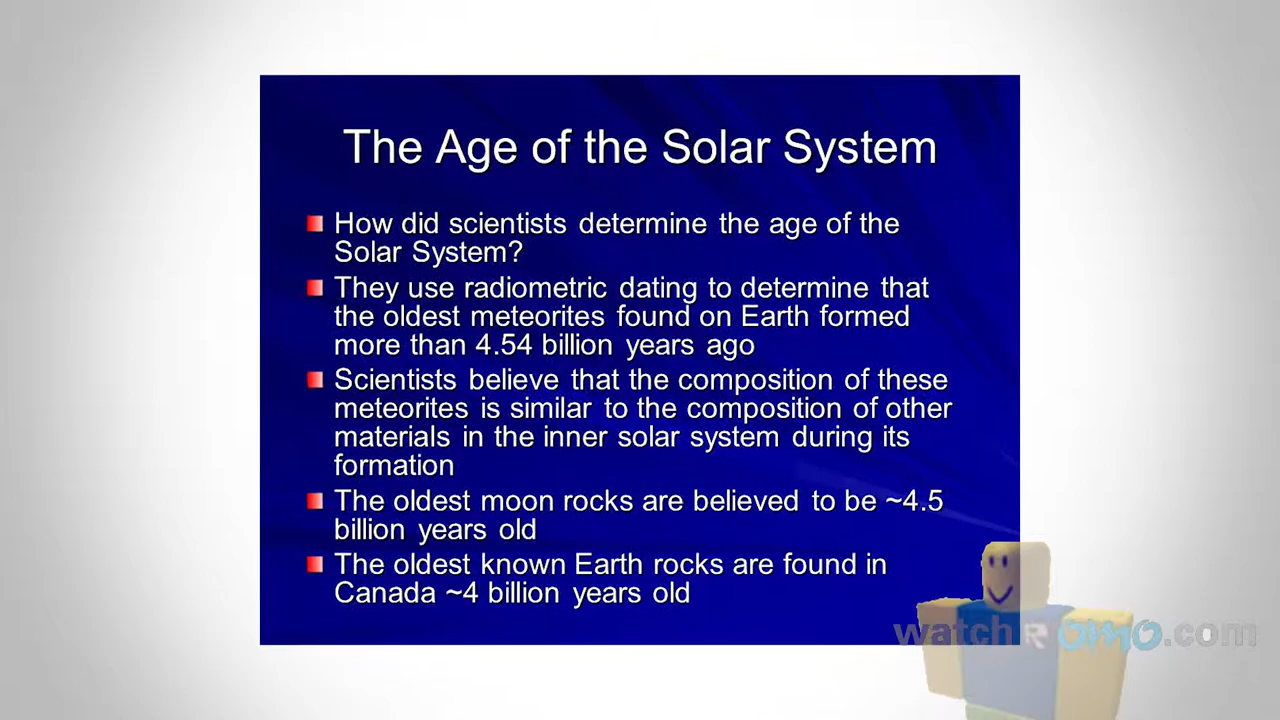 The Age of the Solar System
How did scientists determine the age of the
Solar System?
They use radiometric dating to determine that
the oldest meteorites found on Earth formed
more than 4.54 billion years ago
Scientists believe that the composition of these
meteorites is similar to the composition of other
materials in the inner solar system during its
formation
The oldest moon rocks are believed to be ~4.5
billion years old
The oldest known Earth rocks are found in
Canada ~4 billion years old
watchROMO.com